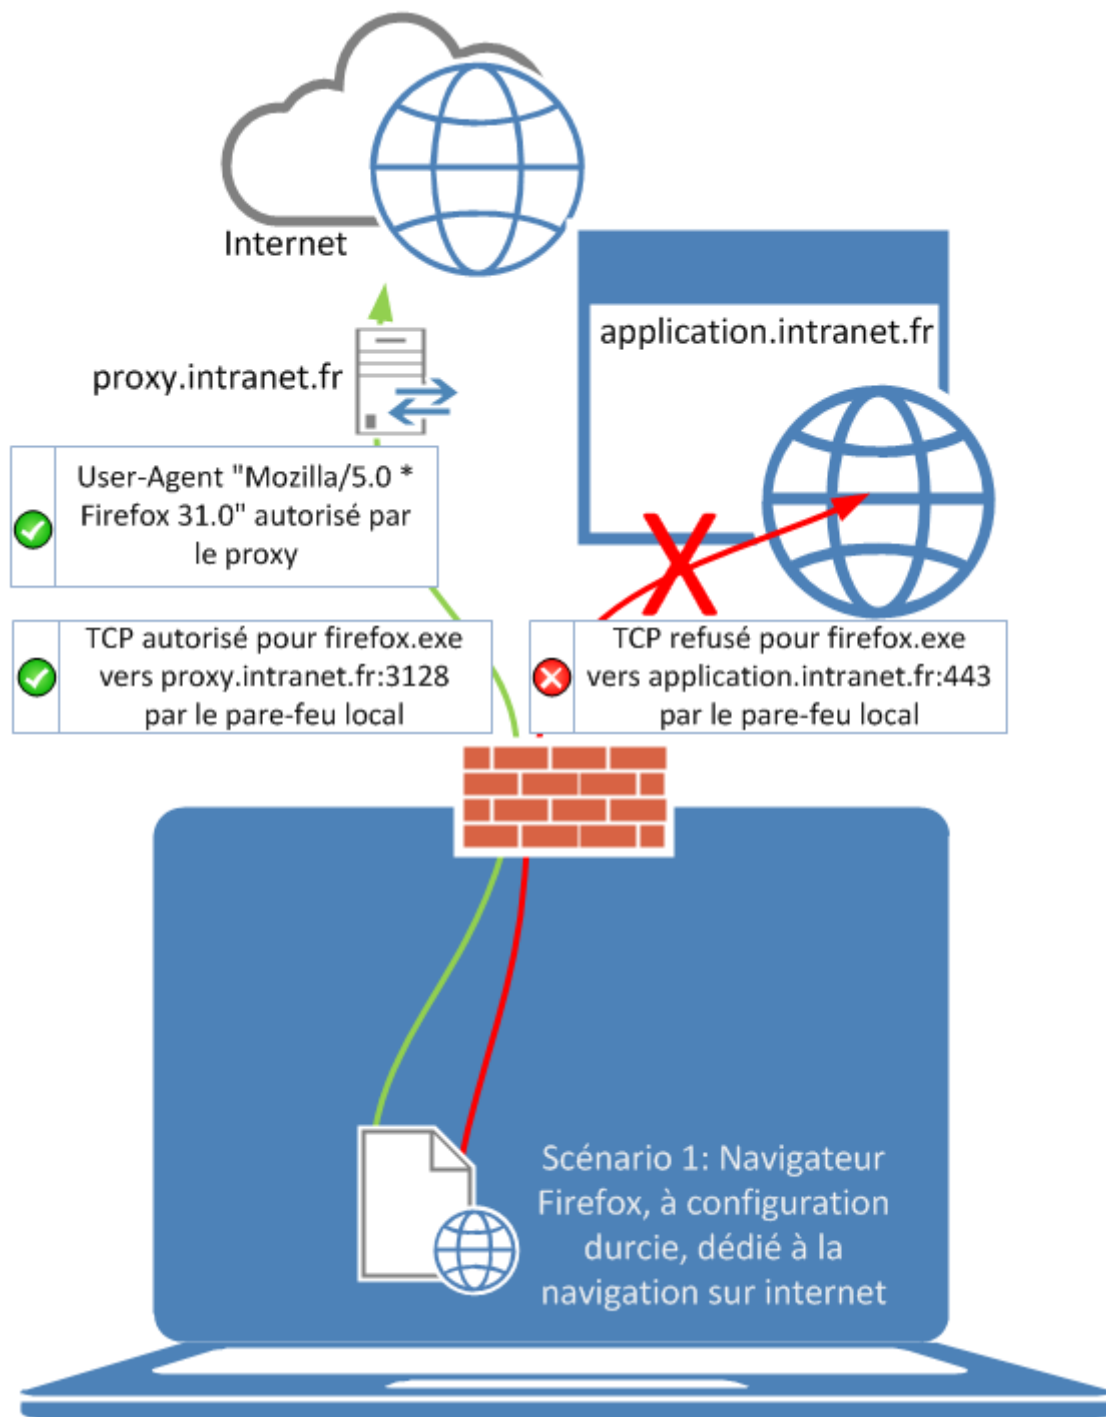 Internet
application.intranet.fr
proxy.intranet.fr
User-Agent "Mozilla/5.0 *
Firefox 31.0" autorisé par
le proxy
TCP autorisé pour firefox.exe
vers proxy.intranet.fr:3128
par le pare-feu local
TCP refusé pour firefox.exe
vers application.intranet.fr:443
par le pare-feu local
Scénario 1: Navigateur
Firefox, à configuration
durcie, dédié à la
navigation sur internet